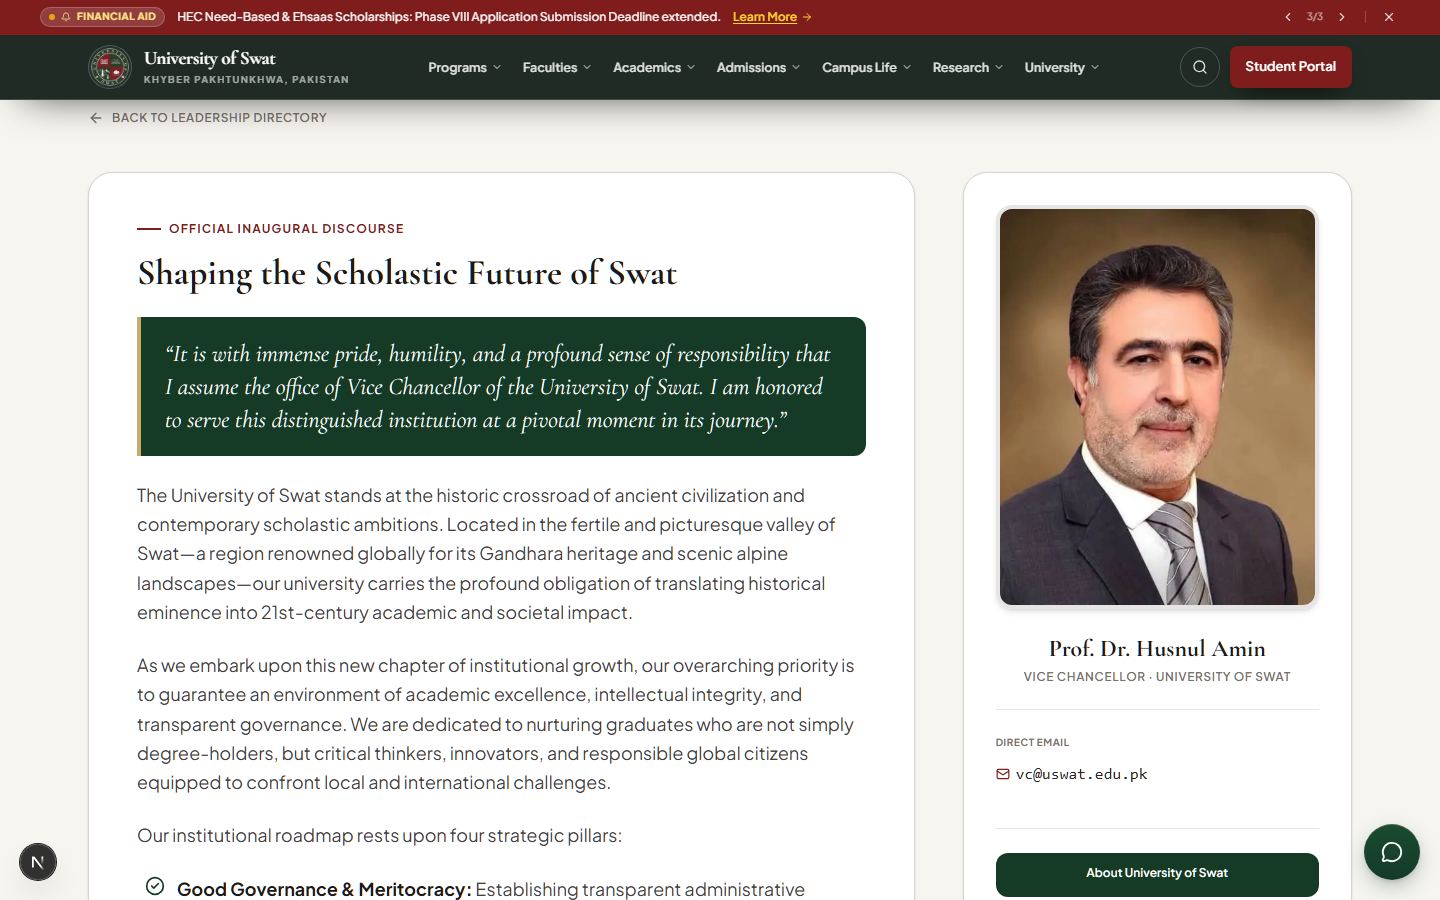 FINANCIAL AID HEC Need-Based & Ehsaas Scholarships: Phase VIII Application Submission Deadline extended. Learn More → 3/3
University of Swat
KHYBER PAKHTUNKHWA, PAKISTAN
Programs Faculties Academics Admissions Campus Life Research University
Student Portal
← BACK TO LEADERSHIP DIRECTORY
OFFICIAL INAUGURAL DISCOURSE
Shaping the Scholastic Future of Swat
“It is with immense pride, humility, and a profound sense of responsibility that
I assume the office of Vice Chancellor of the University of Swat. I am honored
to serve this distinguished institution at a pivotal moment in its journey.”
The University of Swat stands at the historic crossroad of ancient civilization and
contemporary scholastic ambitions. Located in the fertile and picturesque valley of
Swat—a region renowned globally for its Gandhara heritage and scenic alpine
landscapes—our university carries the profound obligation of translating historical
eminence into 21st-century academic and societal impact.
As we embark upon this new chapter of institutional growth, our overarching priority is
to guarantee an environment of academic excellence, intellectual integrity, and
transparent governance. We are dedicated to nurturing graduates who are not simply
degree-holders, but critical thinkers, innovators, and responsible global citizens
equipped to confront local and international challenges.
Our institutional roadmap rests upon four strategic pillars:
Good Governance & Meritocracy: Establishing transparent administrative
Prof. Dr. Husnul Amin
VICE CHANCELLOR · UNIVERSITY OF SWAT
DIRECT EMAIL
vc@uswat.edu.pk
About University of Swat
N